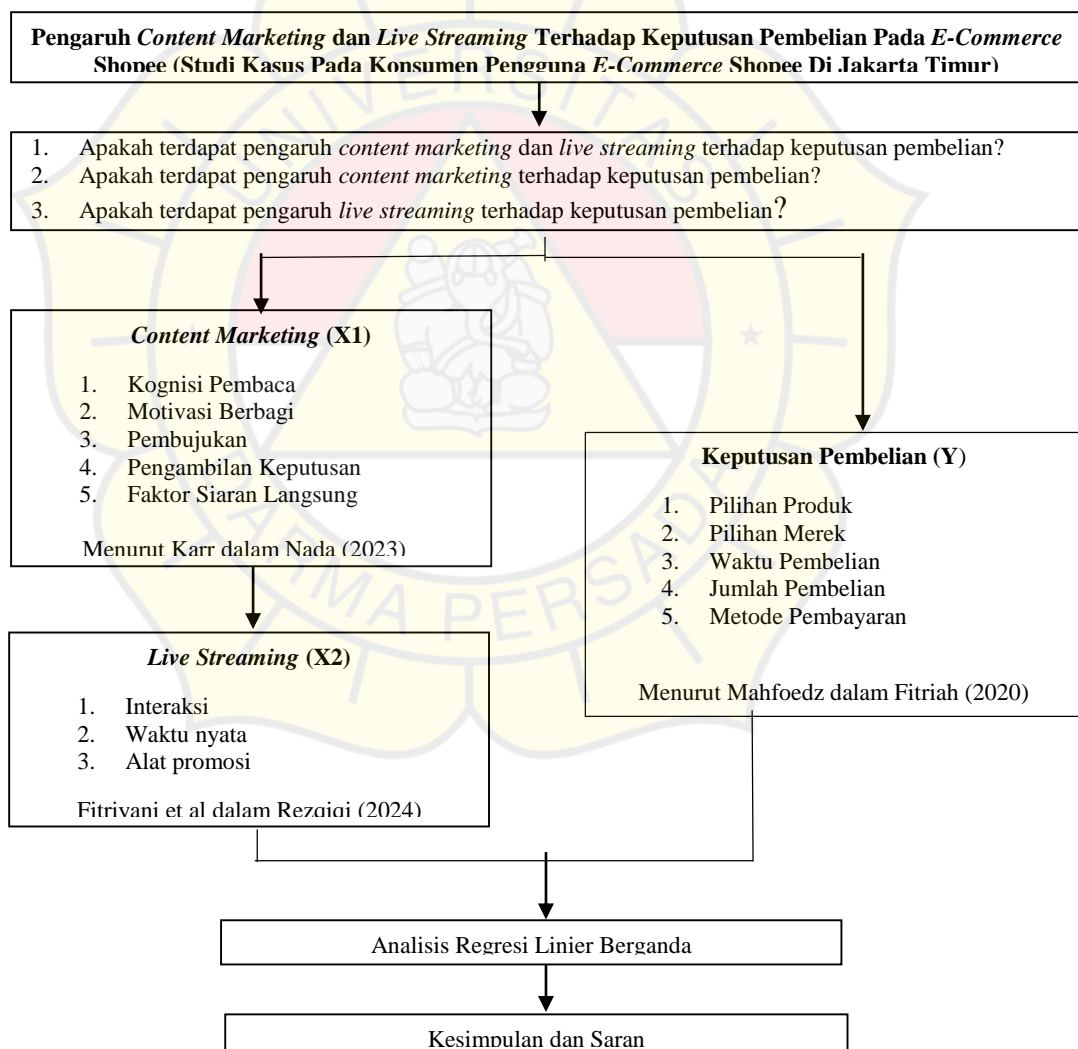 Pengaruh Content Marketing dan Live Streaming Terhadap Keputusan Pembelian Pada E-Commerce
Shopee (Studi Kasus Pada Konsumen Pengguna E-Commerce Shopee Di Jakarta Timur)
1. Apakah terdapat pengaruh content marketing dan live streaming terhadap keputusan pembelian?
2. Apakah terdapat pengaruh content marketing terhadap keputusan pembelian?
3. Apakah terdapat pengaruh live streaming terhadap keputusan pembelian?
Content Marketing (X1)
1. Kognisi Pembaca
2. Motivasi Berbagi
3. Pembujukan
4. Pengambilan Keputusan
5. Faktor Siaran Langsung
Menurut Karr dalam Nada (2023)
Live Streaming (X2)
1. Interaksi
2. Waktu nyata
3. Alat promosi
Fitriyani et al dalam Rezqiqi (2024)
Keputusan Pembelian (Y)
1. Pilihan Produk
2. Pilihan Merek
3. Waktu Pembelian
4. Jumlah Pembelian
5. Metode Pembayaran
Menurut Mahfoedz dalam Fitriah (2020)
Analisis Regresi Linier Berganda
Kesimpulan dan Saran
UNIVERSITAS
DARMA PERSADA